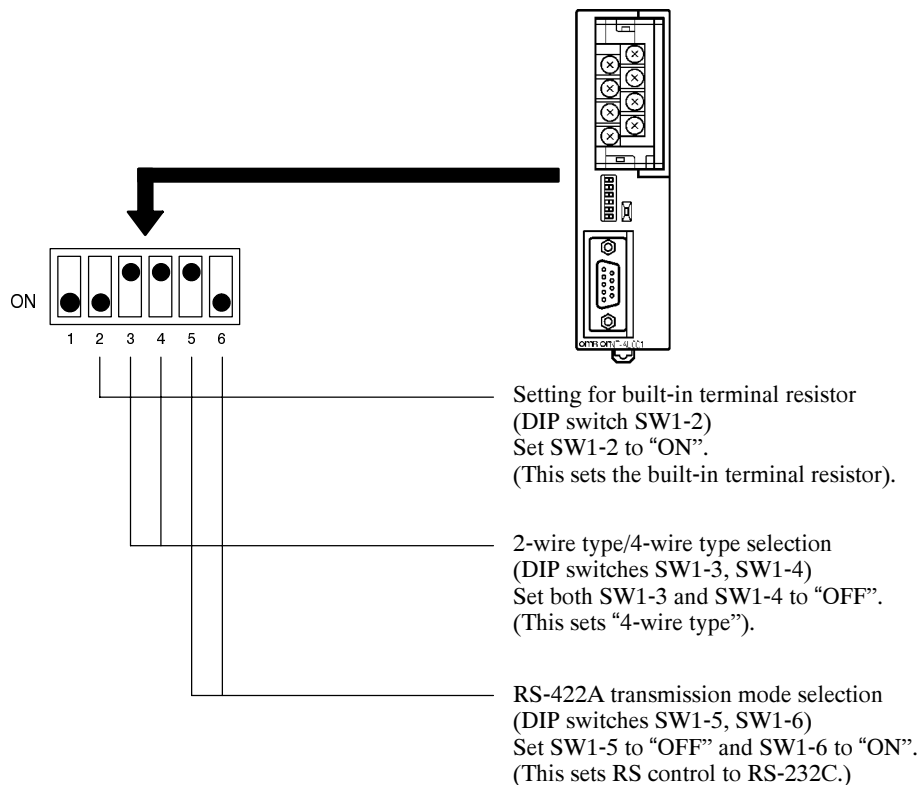 ON
1 2 3 4 5 6
Setting for built-in terminal resistor
(DIP switch SW1-2)
Set SW1-2 to “ON”.
(This sets the built-in terminal resistor).
2-wire type/4-wire type selection
(DIP switches SW1-3, SW1-4)
Set both SW1-3 and SW1-4 to “OFF”.
(This sets “4-wire type”).
RS-422A transmission mode selection
(DIP switches SW1-5, SW1-6)
Set SW1-5 to “OFF” and SW1-6 to “ON”.
(This sets RS control to RS-232C.)